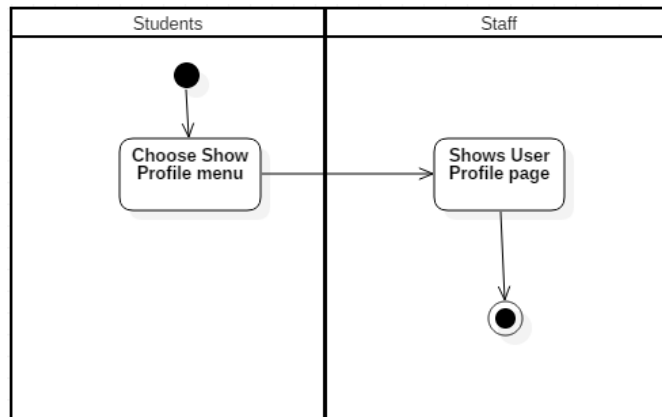 Students
Staff
Choose Show
Profile menu
Shows User
Profile page